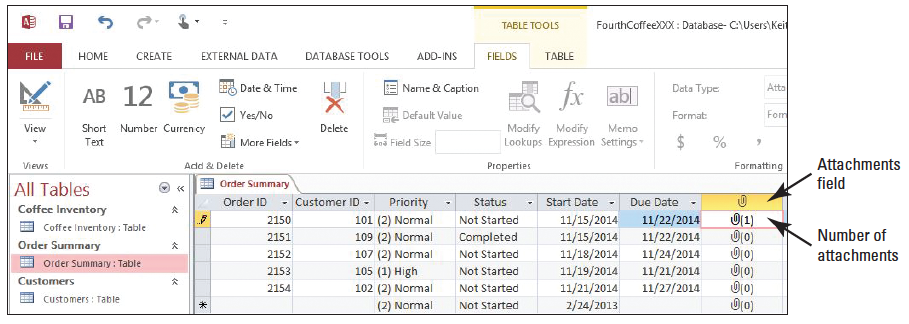 TABLE TOOLS FourthCoffeeXXX : Database- C:\Users\Keit
FILE HOME CREATE EXTERNAL DATA DATABASE TOOLS ADD-INS FIELDS TABLE
View
Views
AB Short Text
12 Number
Currency
Date & Time
Yes/No
More Fields
Delete
Add & Delete
Name & Caption
Default Value
Field Size
Modify Lookups
fx Modify Expression
ab Memo Settings
Properties
Data Type: Atta
Format: Form
$ % ,
Formatting
All Tables «
Coffee Inventory
Coffee Inventory : Table
Order Summary
Order Summary : Table
Customers
Customers : Table
Order Summary
Order ID Customer ID Priority Status Start Date Due Date
2150 101 (2) Normal Not Started 11/15/2014 11/22/2014 (1)
2151 109 (2) Normal Completed 11/15/2014 11/22/2014 (0)
2152 107 (2) Normal Not Started 11/18/2014 11/24/2014 (0)
2153 105 (1) High Not Started 11/19/2014 11/21/2014 (0)
2154 102 (2) Normal Not Started 11/21/2014 11/27/2014 (0)
* (2) Normal Not Started 2/24/2013 (0)
Attachments
field
Number of
attachments